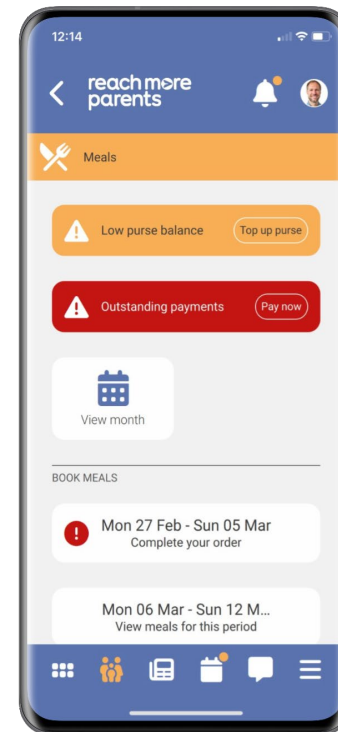 12:14
reach more
parents
Meals
Low purse balance
Top up purse
Outstanding payments
Pay now
View month
BOOK MEALS
Mon 27 Feb - Sun 05 Mar
Complete your order
Mon 06 Mar - Sun 12 M...
View meals for this period